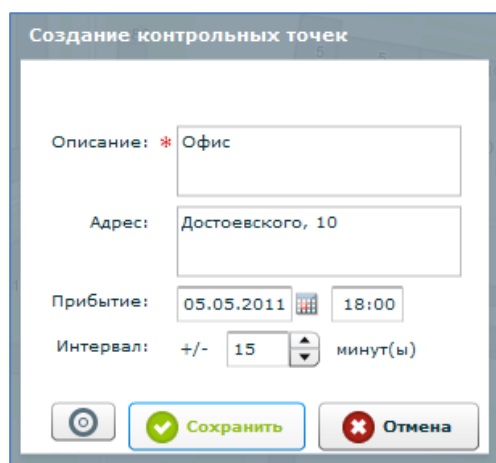 Создание контрольных точек
Описание: * Офис
Адрес: Достоевского, 10
Прибытие: 05.05.2011 18:00
Интервал: +/- 15 минут(ы)
Сохранить Отмена